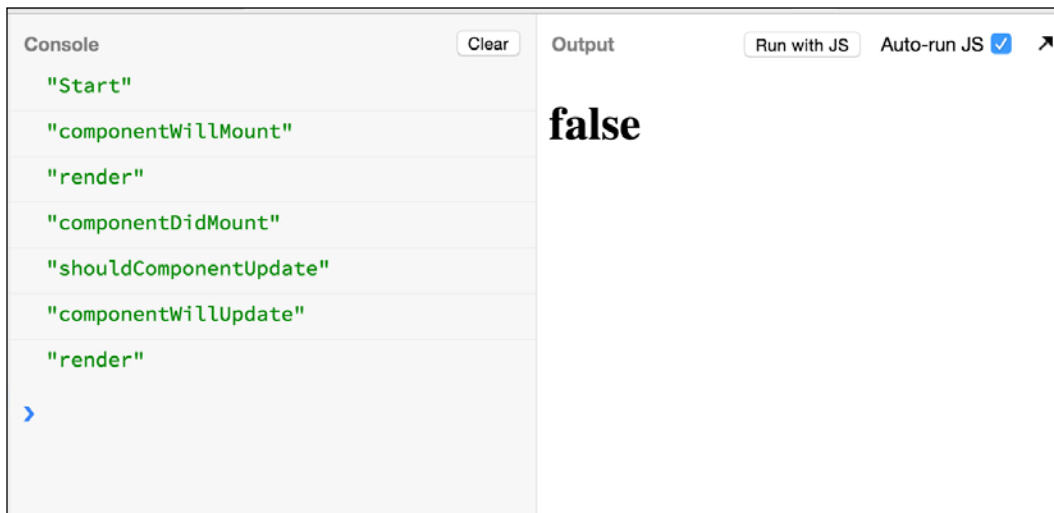 Console Clear
"Start"
"componentWillMount"
"render"
"componentDidMount"
"shouldComponentUpdate"
"componentWillUpdate"
"render"
Output Run with JS Auto-run JS
false